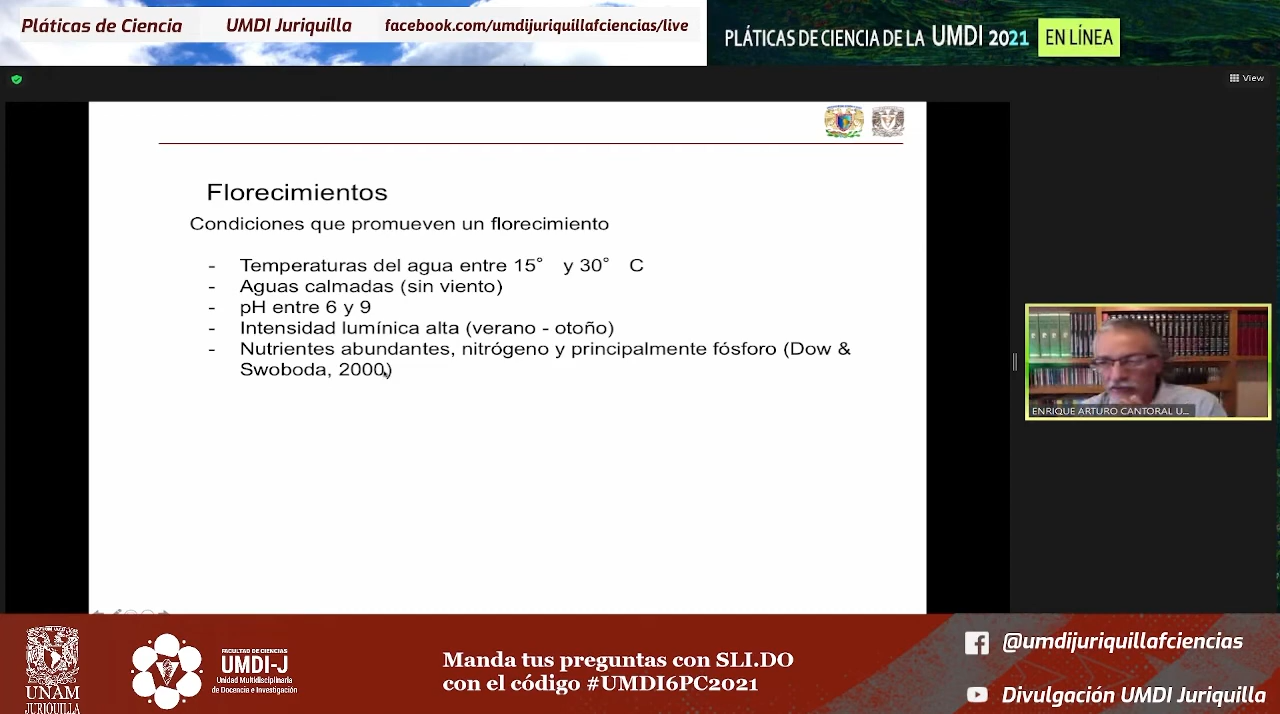 Pláticas de Ciencia UMDI Juriquilla facebook.com/umdijuriquillafciencias/live
PLÁTICAS DE CIENCIA DE LA UMDI 2021 EN LÍNEA
View
Florecimientos
Condiciones que promueven un florecimiento
- Temperaturas del agua entre 15° y 30° C
- Aguas calmadas (sin viento)
- pH entre 6 y 9
- Intensidad lumínica alta (verano - otoño)
- Nutrientes abundantes, nitrógeno y principalmente fósforo (Dow &
Swoboda, 2000)
ENRIQUE ARTURO CANTORAL U...
UNAM
JURIQUILLA
FACULTAD DE CIENCIAS
UMDI-J
Unidad Multidisciplinaria
de Docencia e Investigación
Manda tus preguntas con SLI.DO
con el código #UMDI6PC2021
@umdijuriquillafciencias
Divulgación UMDI Juriquilla